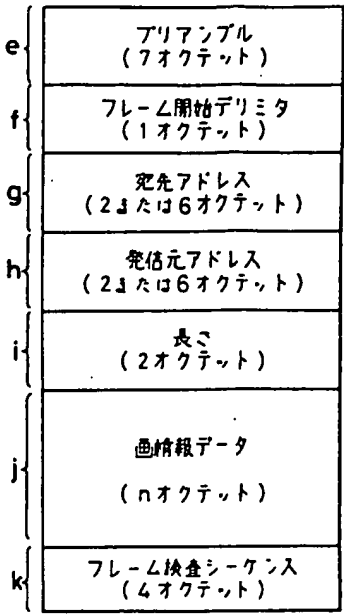 e
プリアンブル
(7オクテット)
f
フレーム開始デリミタ
(1オクテット)
g
宛先アドレス
(2または6オクテット)
h
発信元アドレス
(2または6オクテット)
i
長さ
(2オクテット)
j
画情報データ
(nオクテット)
k
フレーム検査シーケンス
(4オクテット)